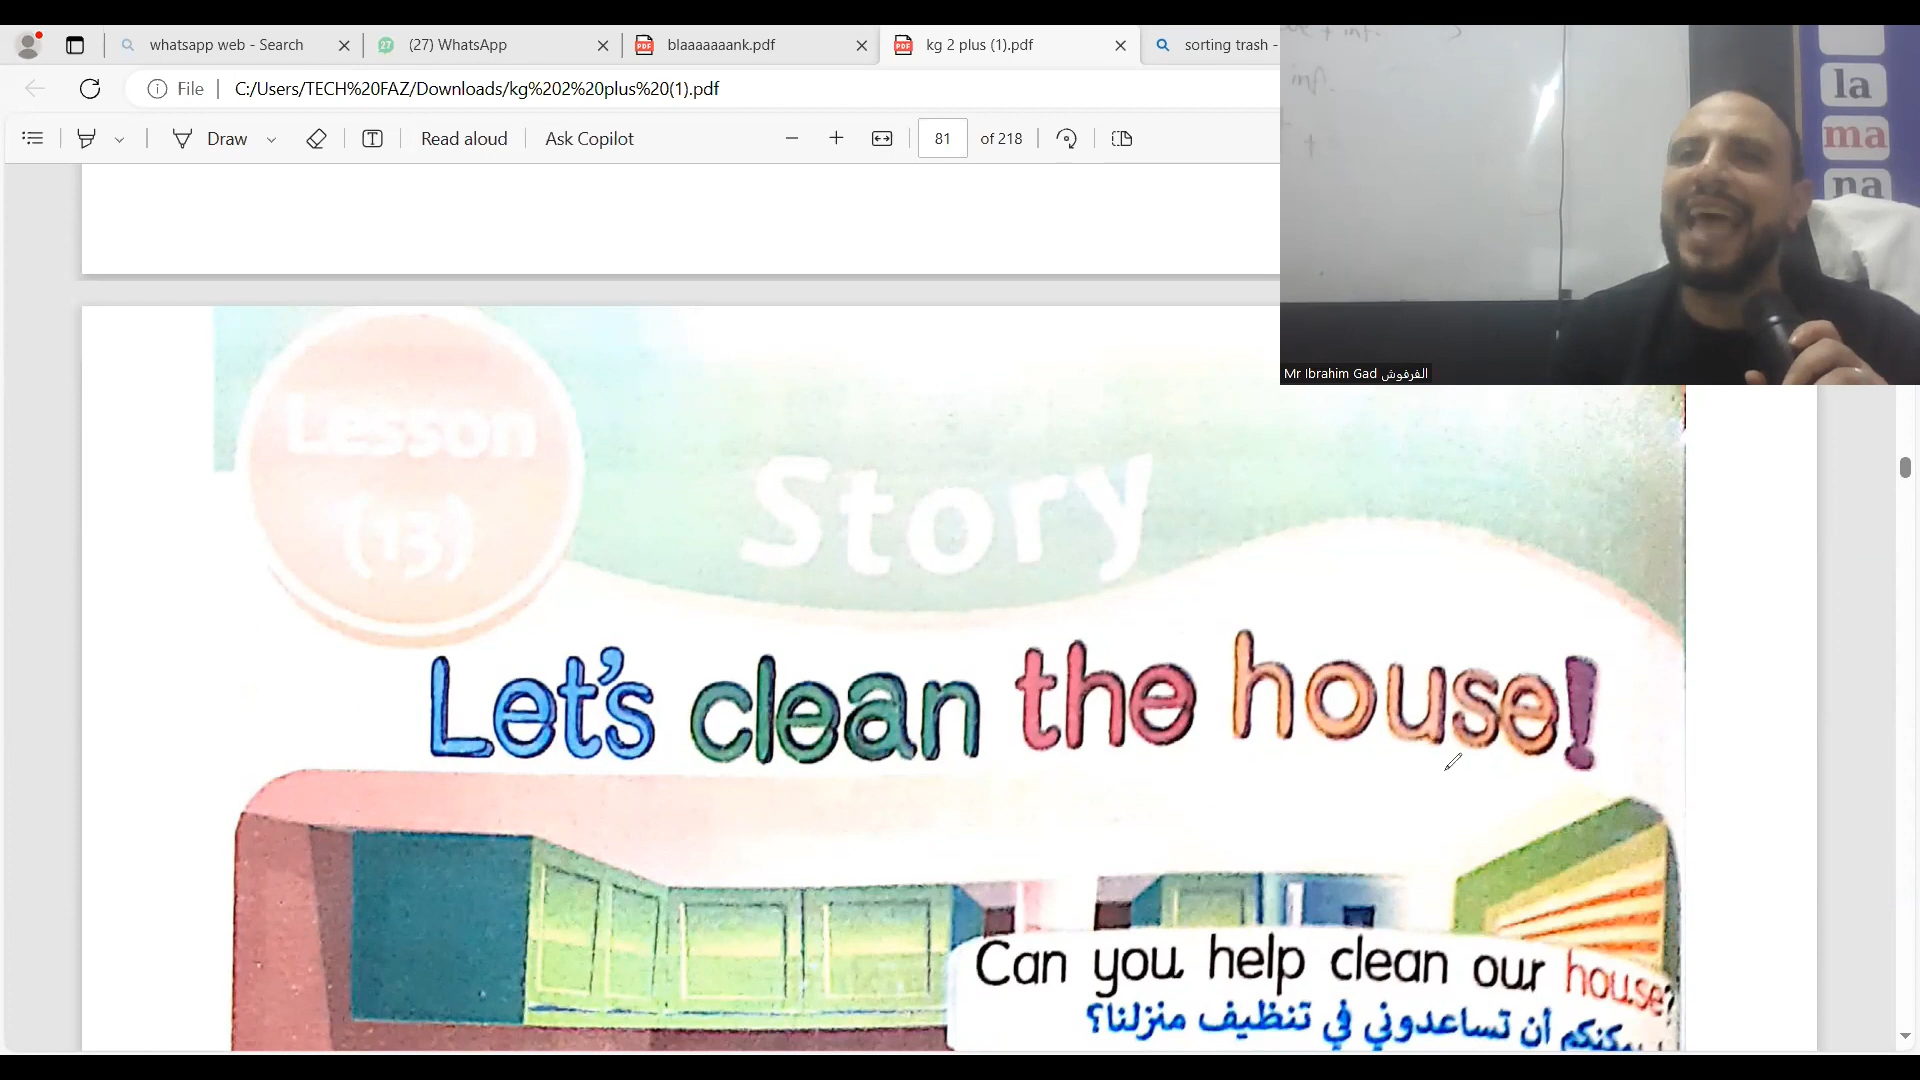 whatsapp web - Search
(27) WhatsApp
blaaaaaaank.pdf
kg 2 plus (1).pdf
sorting trash -
File
C:/Users/TECH%20FAZ/Downloads/kg%202%20plus%20(1).pdf
Draw
Read aloud
Ask Copilot
81 of 218
la
ma
na
Mr Ibrahim Gad الفرفوش
Lesson
(13)
Story
Let's clean the house!
Can you help clean our house?
يمكنكم أن تساعدوني في تنظيف منزلنا؟